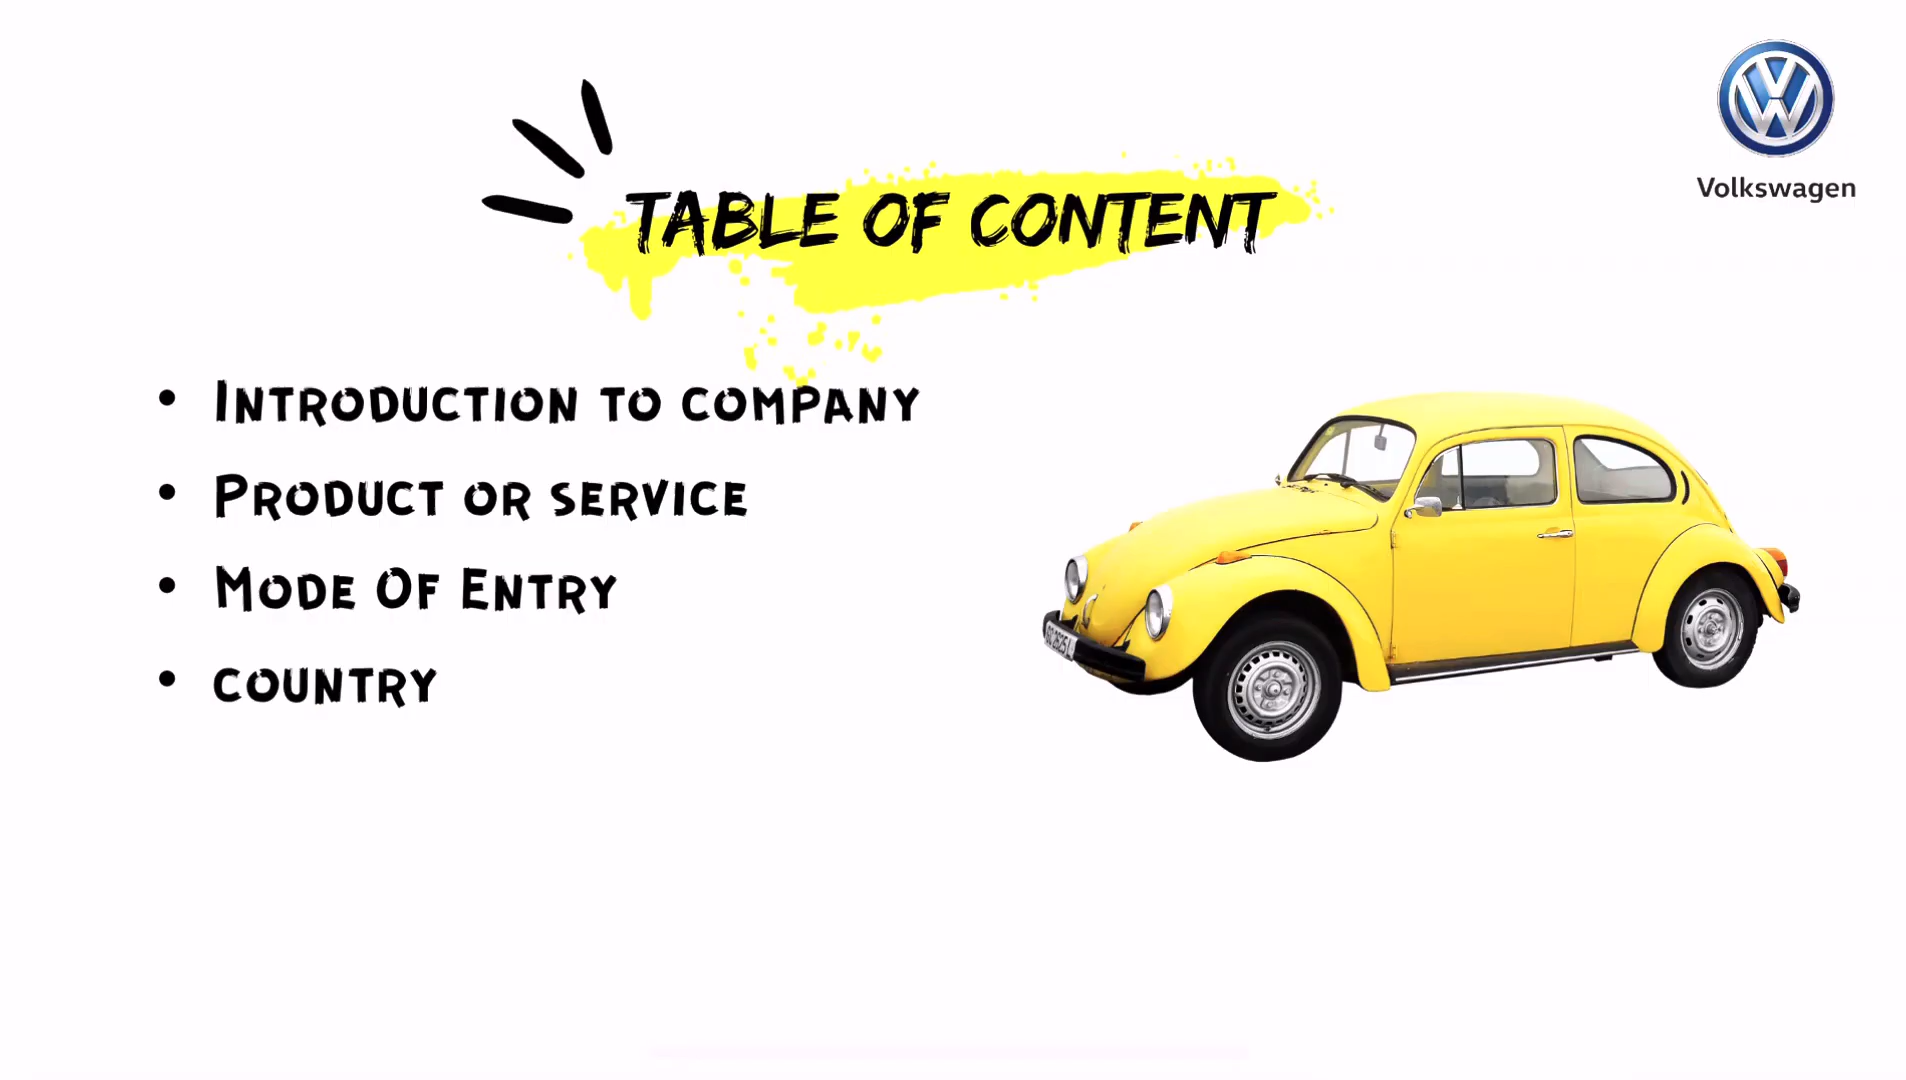 Volkswagen
TABLE OF CONTENT
• Introduction to company
• Product or service
• Mode Of Entry
• country